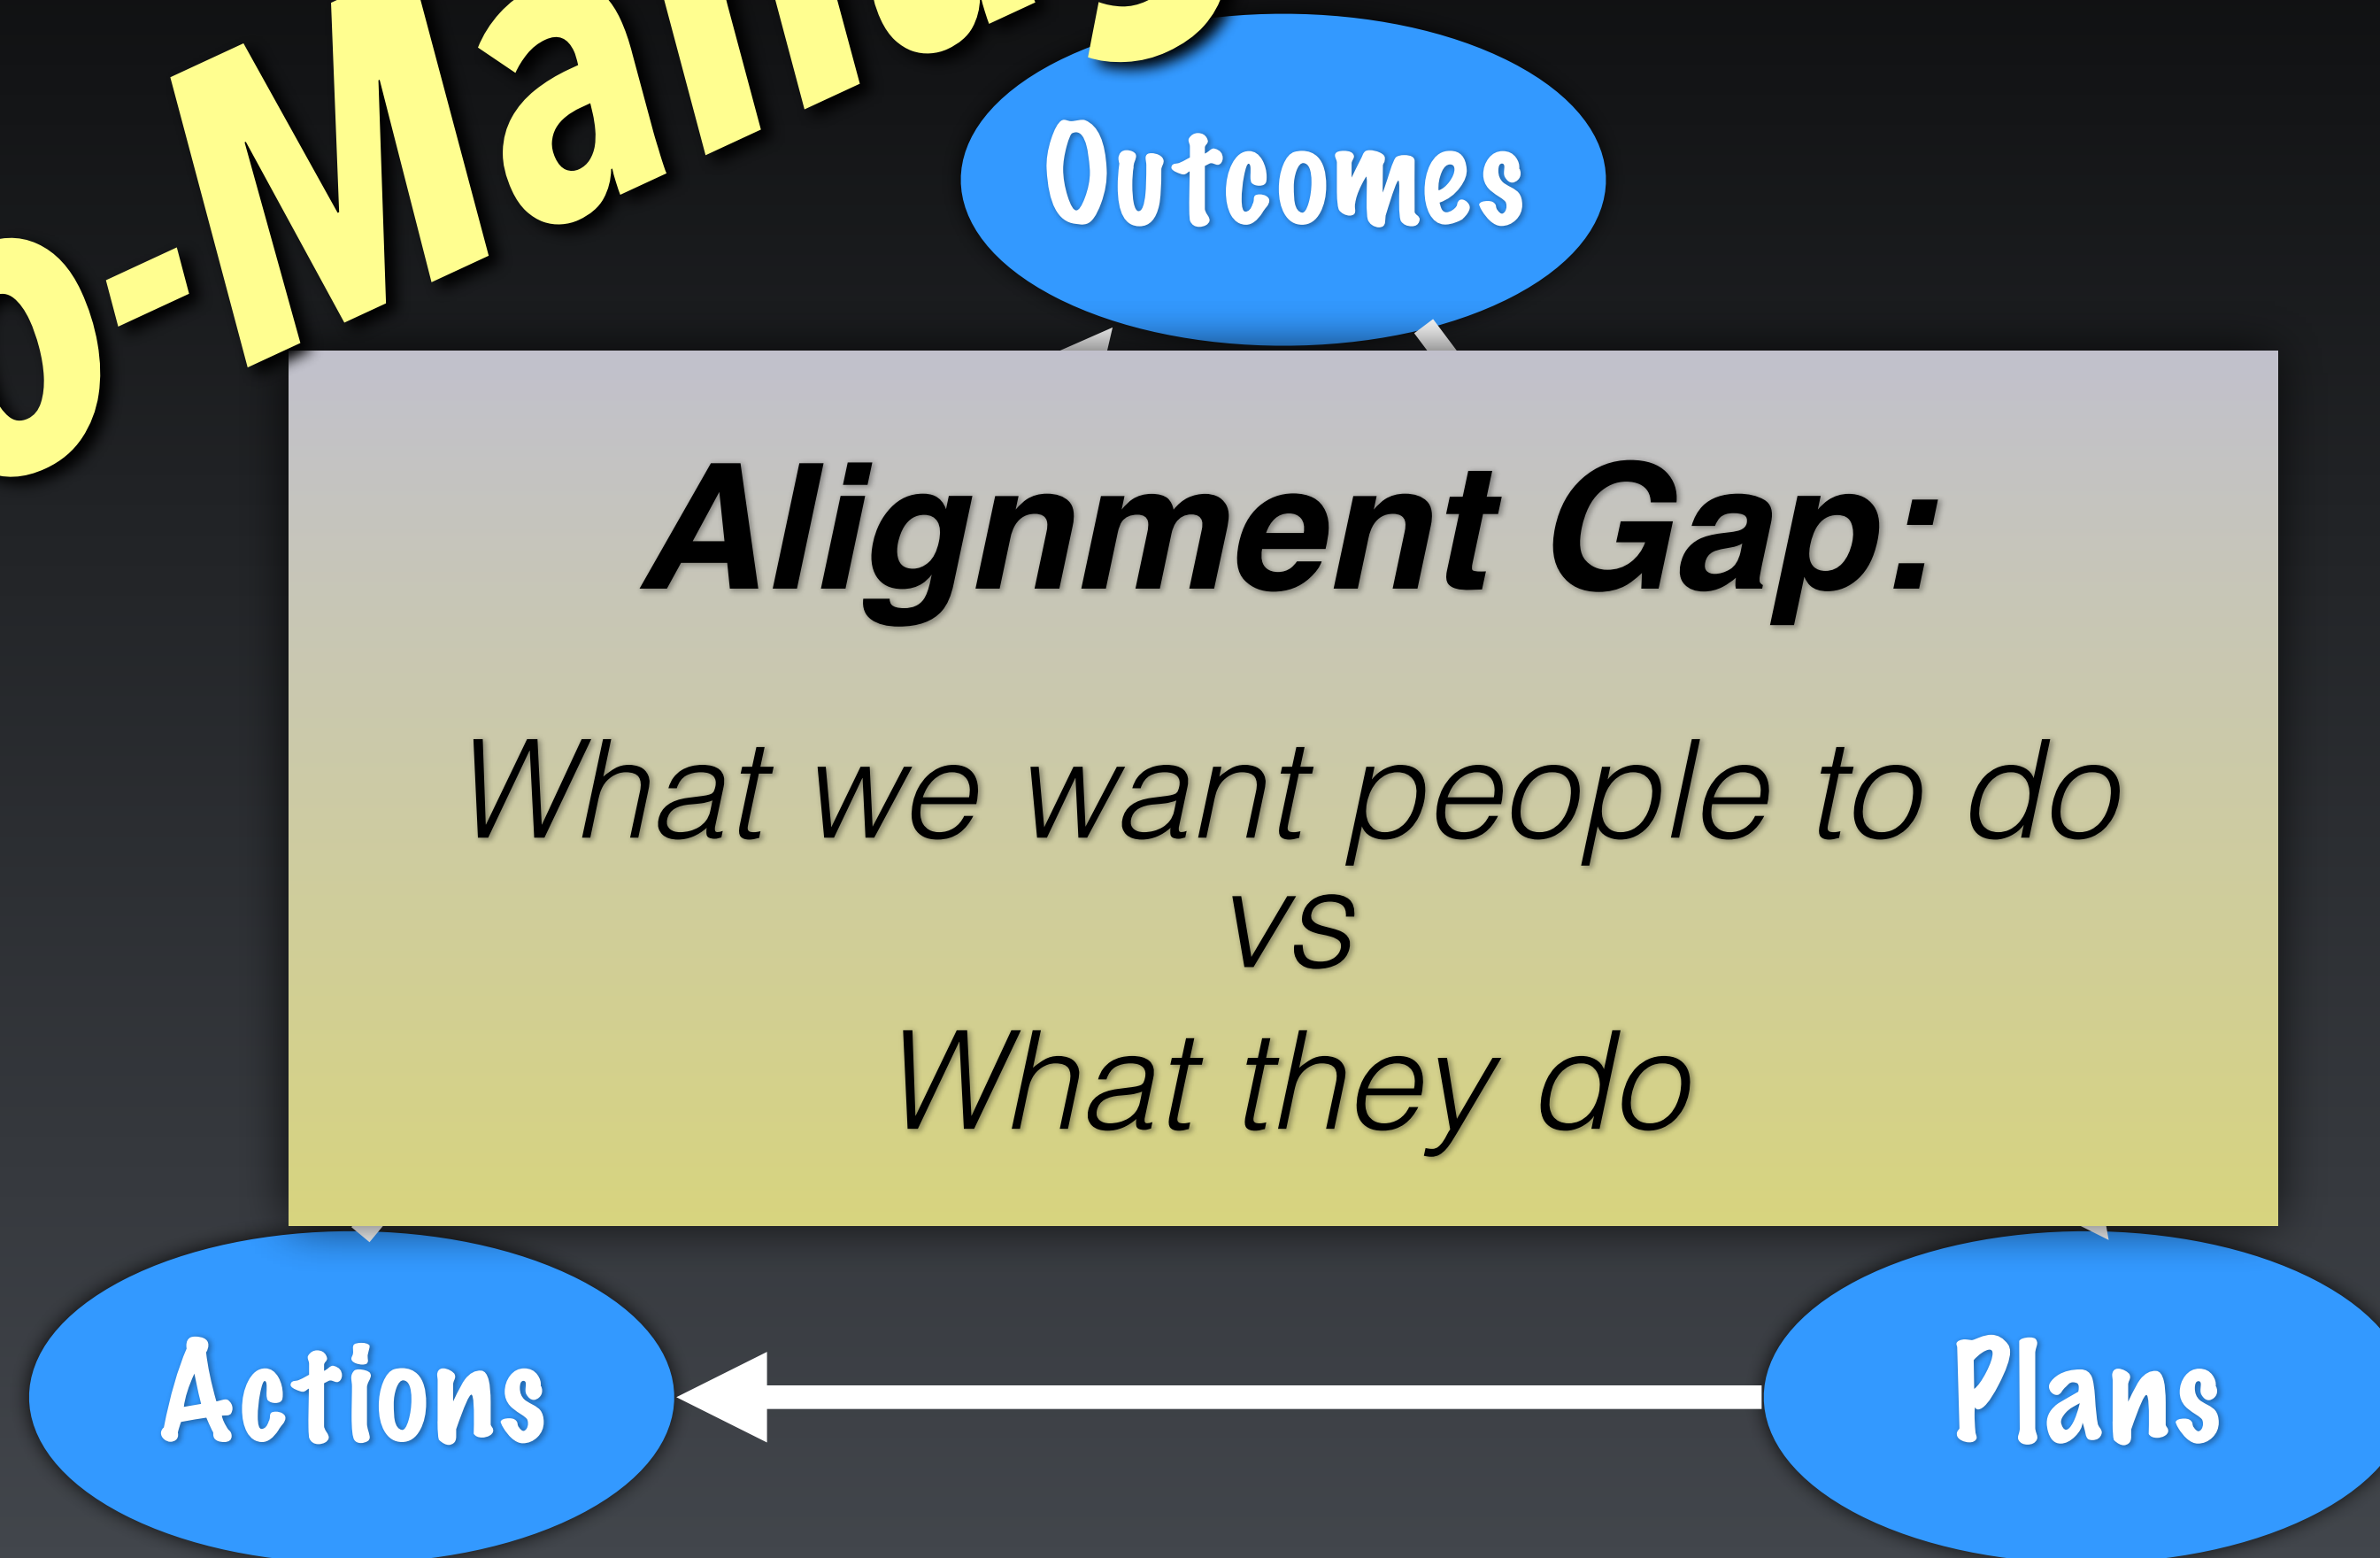 Outcomes
Alignment Gap:
What we want people to do
vs
What they do
Actions
Plans